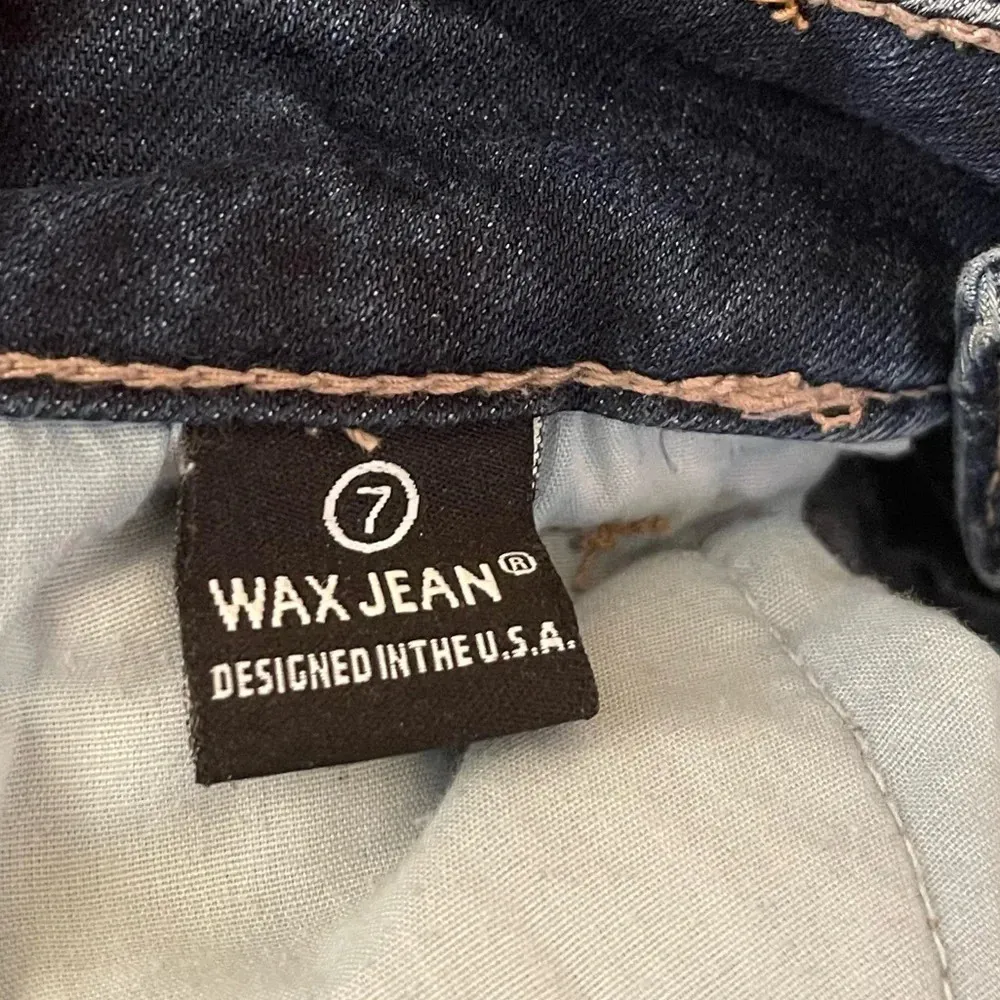 7
WAX JEAN®
DESIGNED IN THE U.S.A.